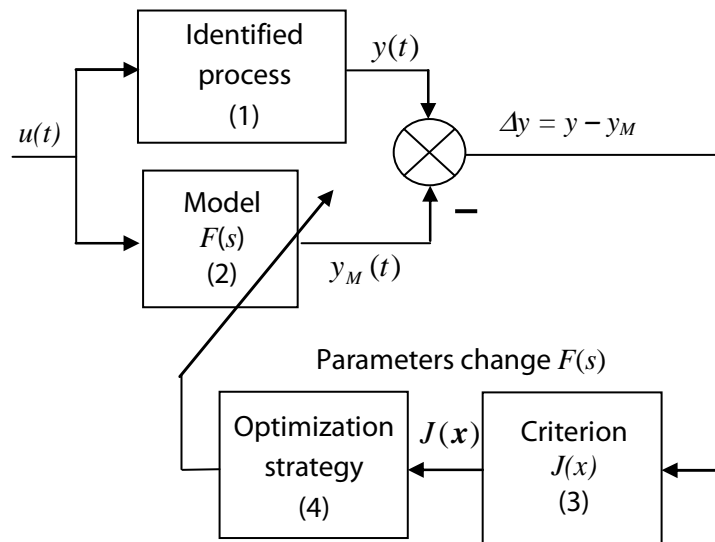 Identified
process
(1)
y(t)
u(t)
Δy = y − y_M
Model
F(s)
(2)
−
y_M (t)
Parameters change F(s)
Optimization
strategy
(4)
J(x)
Criterion
J(x)
(3)